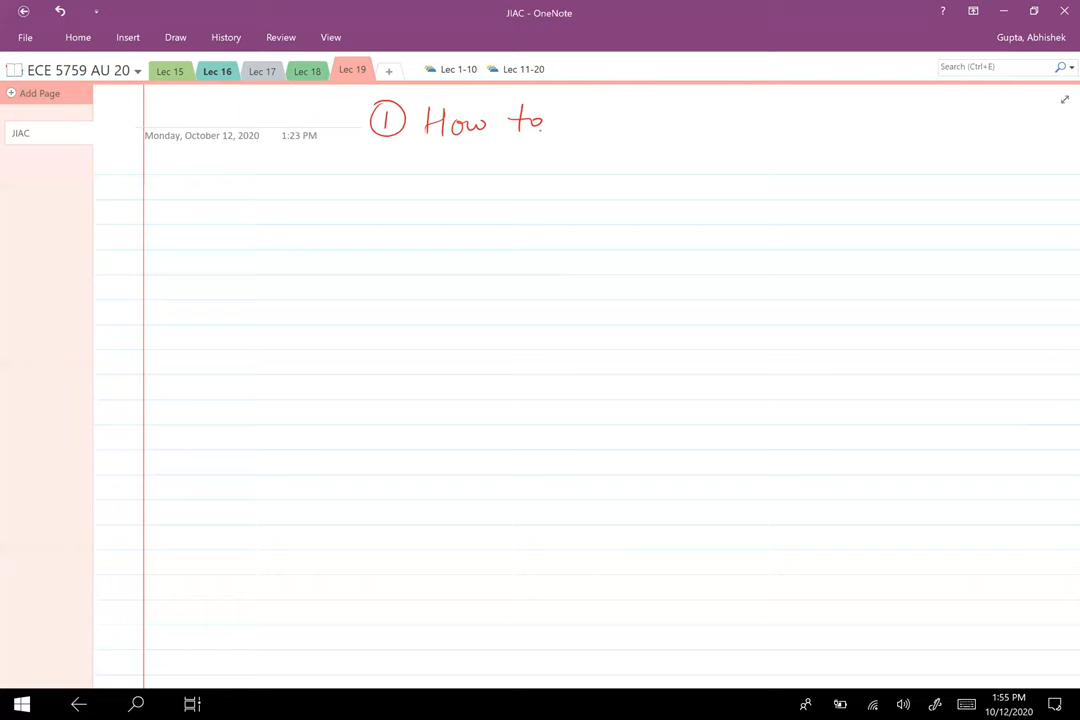 JIAC - OneNote
?
File Home Insert Draw History Review View Gupta, Abhishek
ECE 5759 AU 20 Lec 15 Lec 16 Lec 17 Lec 18 Lec 19 + Lec 1-10 Lec 11-20 Search (Ctrl+E)
Add Page
JIAC
① How to
Monday, October 12, 2020 1:23 PM
1:55 PM
10/12/2020